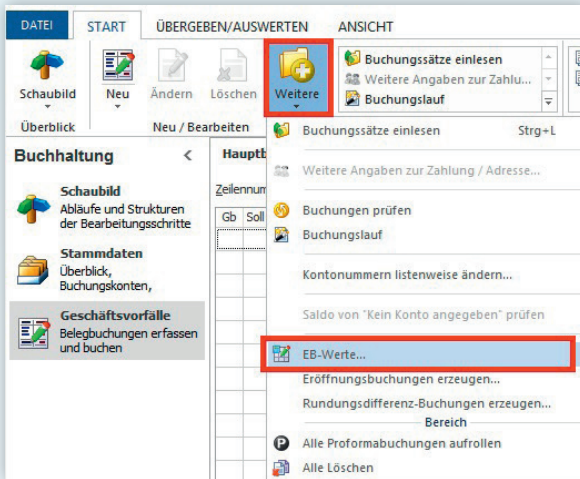 DATEI START ÜBERGEBEN/AUSWERTEN ANSICHT
Schaubild
Neu
Ändern
Löschen
Weitere
Buchungssätze einlesen
Weitere Angaben zur Zahlu...
Buchungslauf
Überblick
Neu / Bearbeiten
Buchhaltung <
Schaubild
Abläufe und Strukturen
der Bearbeitungsschritte
Stammdaten
Überblick,
Buchungskonten,
Geschäftsvorfälle
Belegbuchungen erfassen
und buchen
Gb Soll
Buchungssätze einlesen Strg+L
Weitere Angaben zur Zahlung / Adresse...
Buchungen prüfen
Buchungslauf
Kontonummern listenweise ändern...
Saldo von "Kein Konto angegeben" prüfen
EB-Werte...
Eröffnungsbuchungen erzeugen...
Rundungsdifferenz-Buchungen erzeugen...
Bereich
Alle Proformabuchungen aufrollen
Alle Löschen